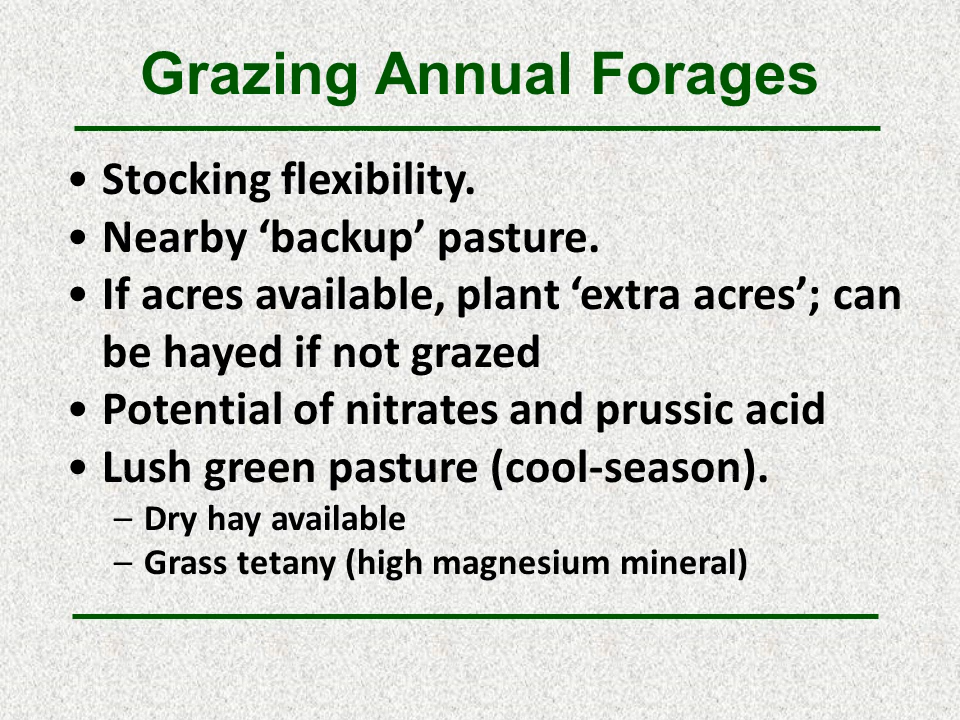 Grazing Annual Forages
• Stocking flexibility.
• Nearby ‘backup’ pasture.
• If acres available, plant ‘extra acres’; can
be hayed if not grazed
• Potential of nitrates and prussic acid
• Lush green pasture (cool-season).
– Dry hay available
– Grass tetany (high magnesium mineral)